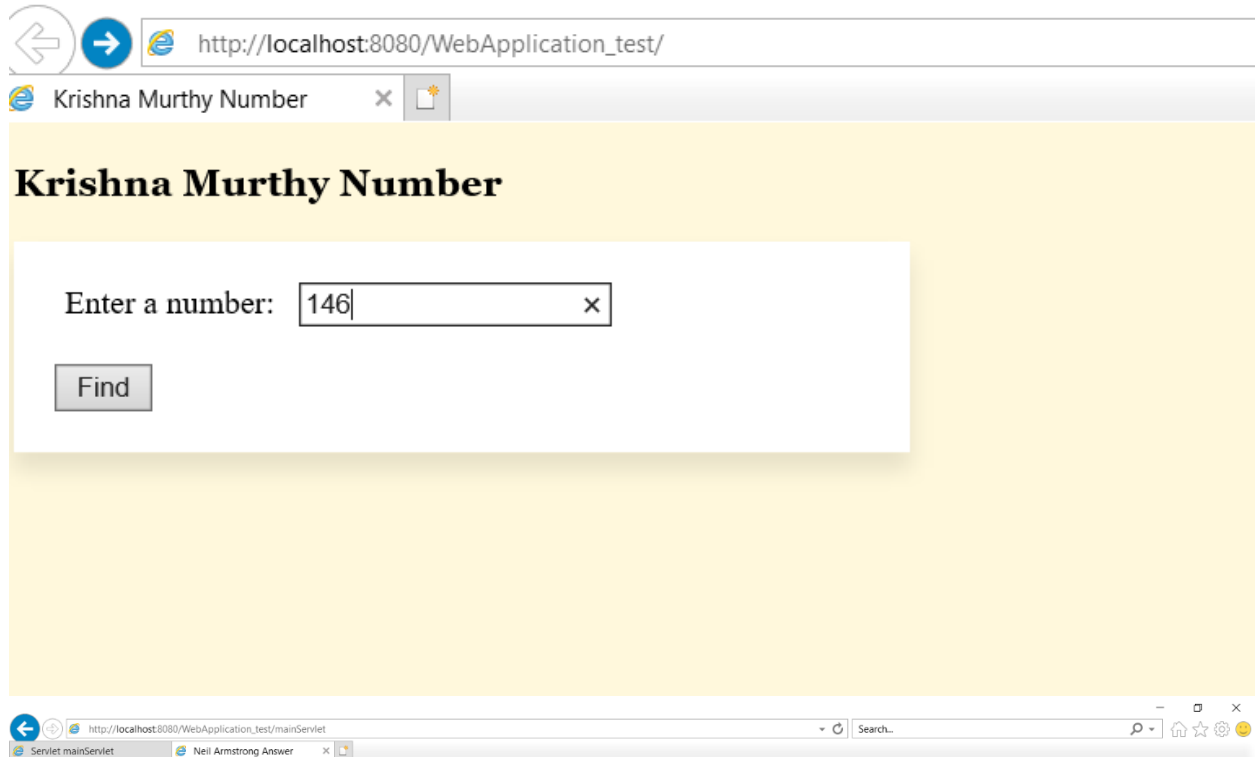 http://localhost:8080/WebApplication_test/
Krishna Murthy Number
Krishna Murthy Number
Enter a number: 146
Find
http://localhost:8080/WebApplication_test/mainServlet
Search...
Servlet mainServlet
Neil Armstrong Answer